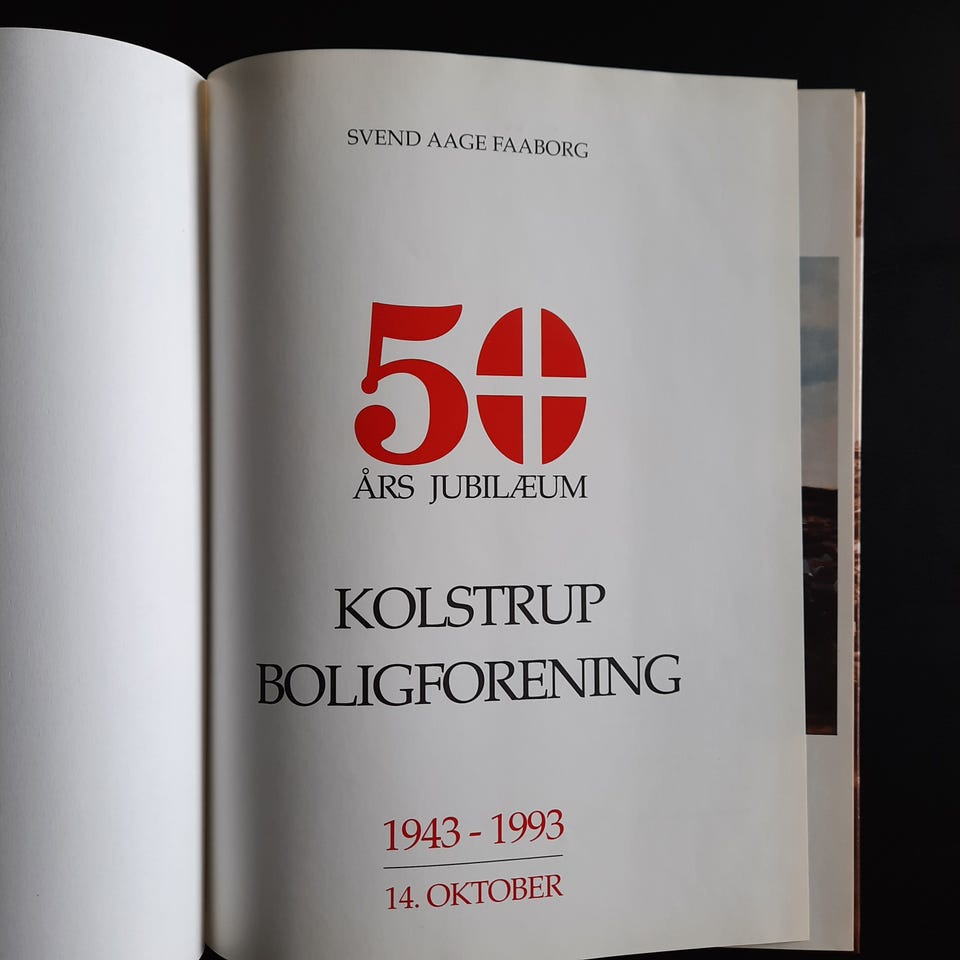 SVEND AAGE FAABORG
50
ÅRS JUBILÆUM
KOLSTRUP
BOLIGFORENING
1943 - 1993
14. OKTOBER